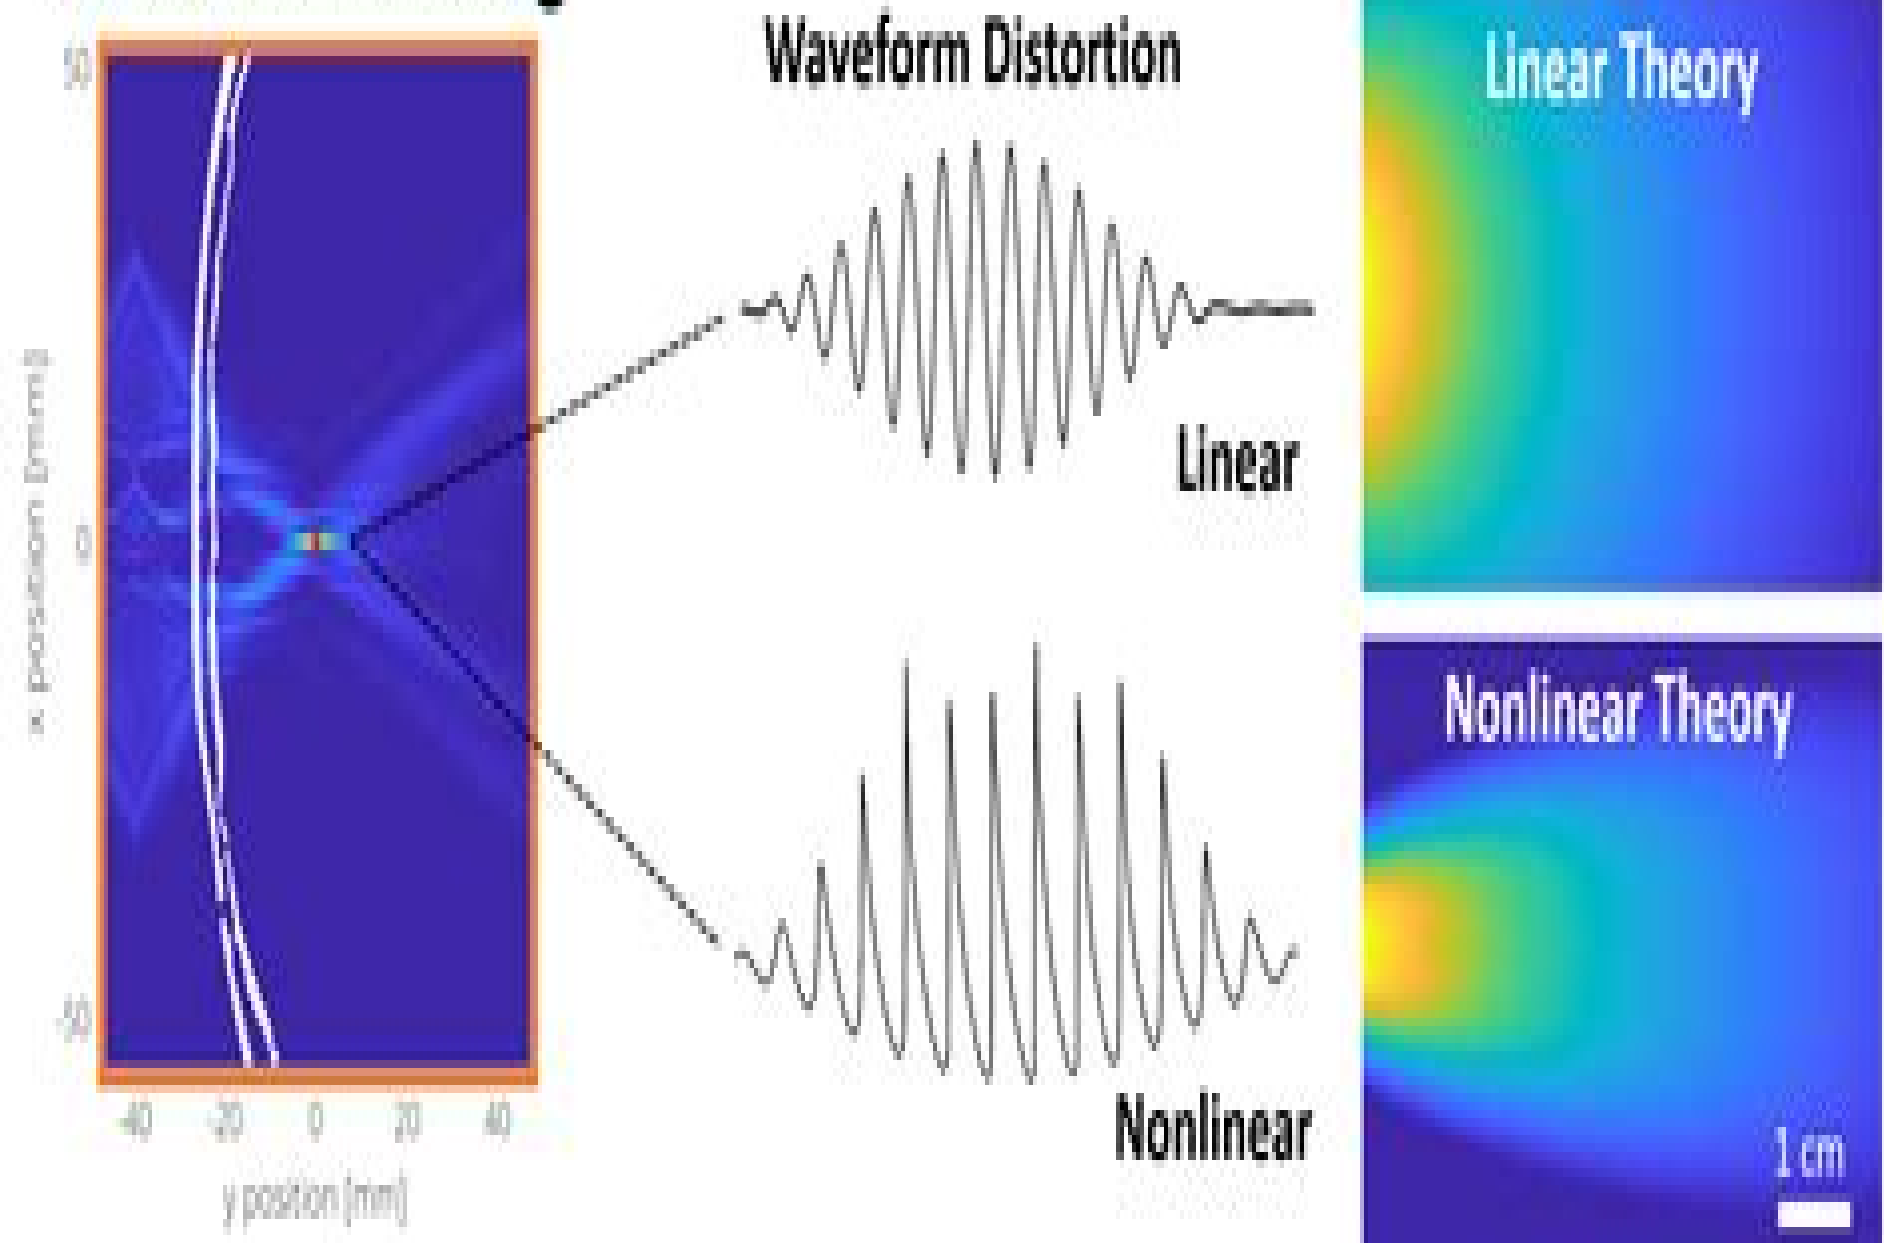 Waveform Distortion
Linear Theory
50
x position [mm]
0
Linear
Nonlinear Theory
-50
-40 -20 0 20 40
Nonlinear
1 cm
y position [mm]